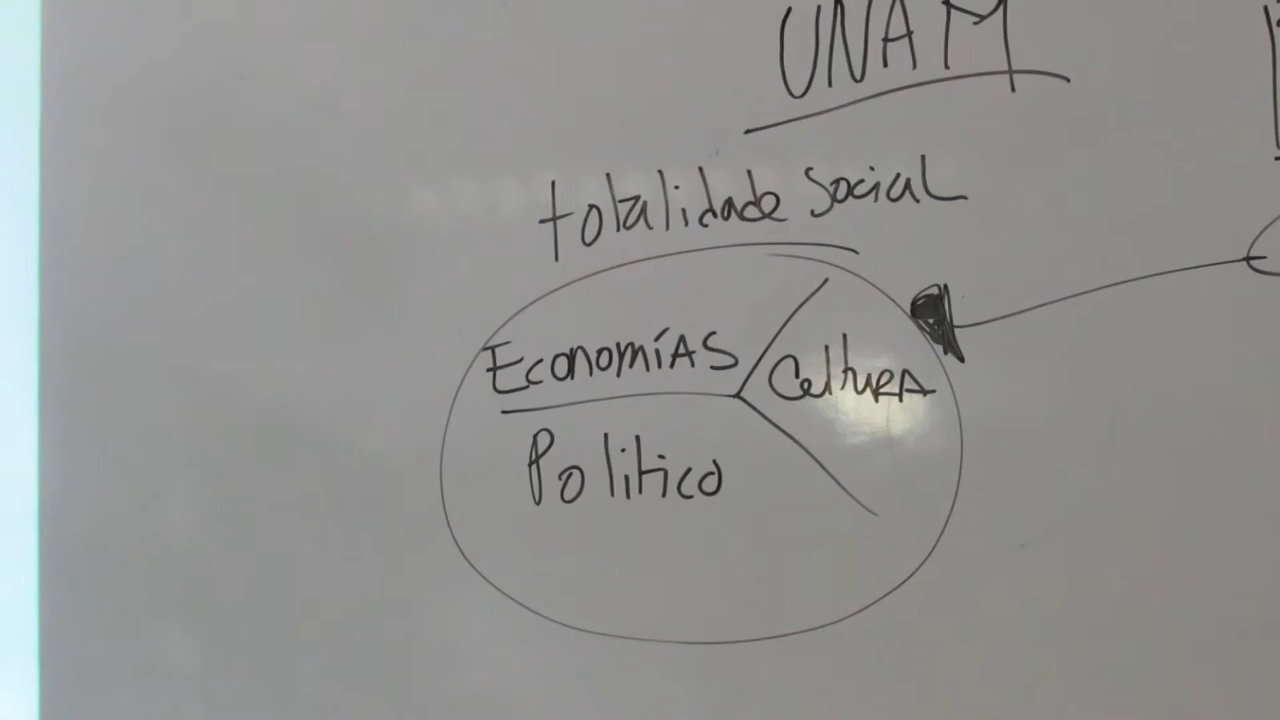 UNAM
totalidade social
EconomíAS
CultuRA
Politico